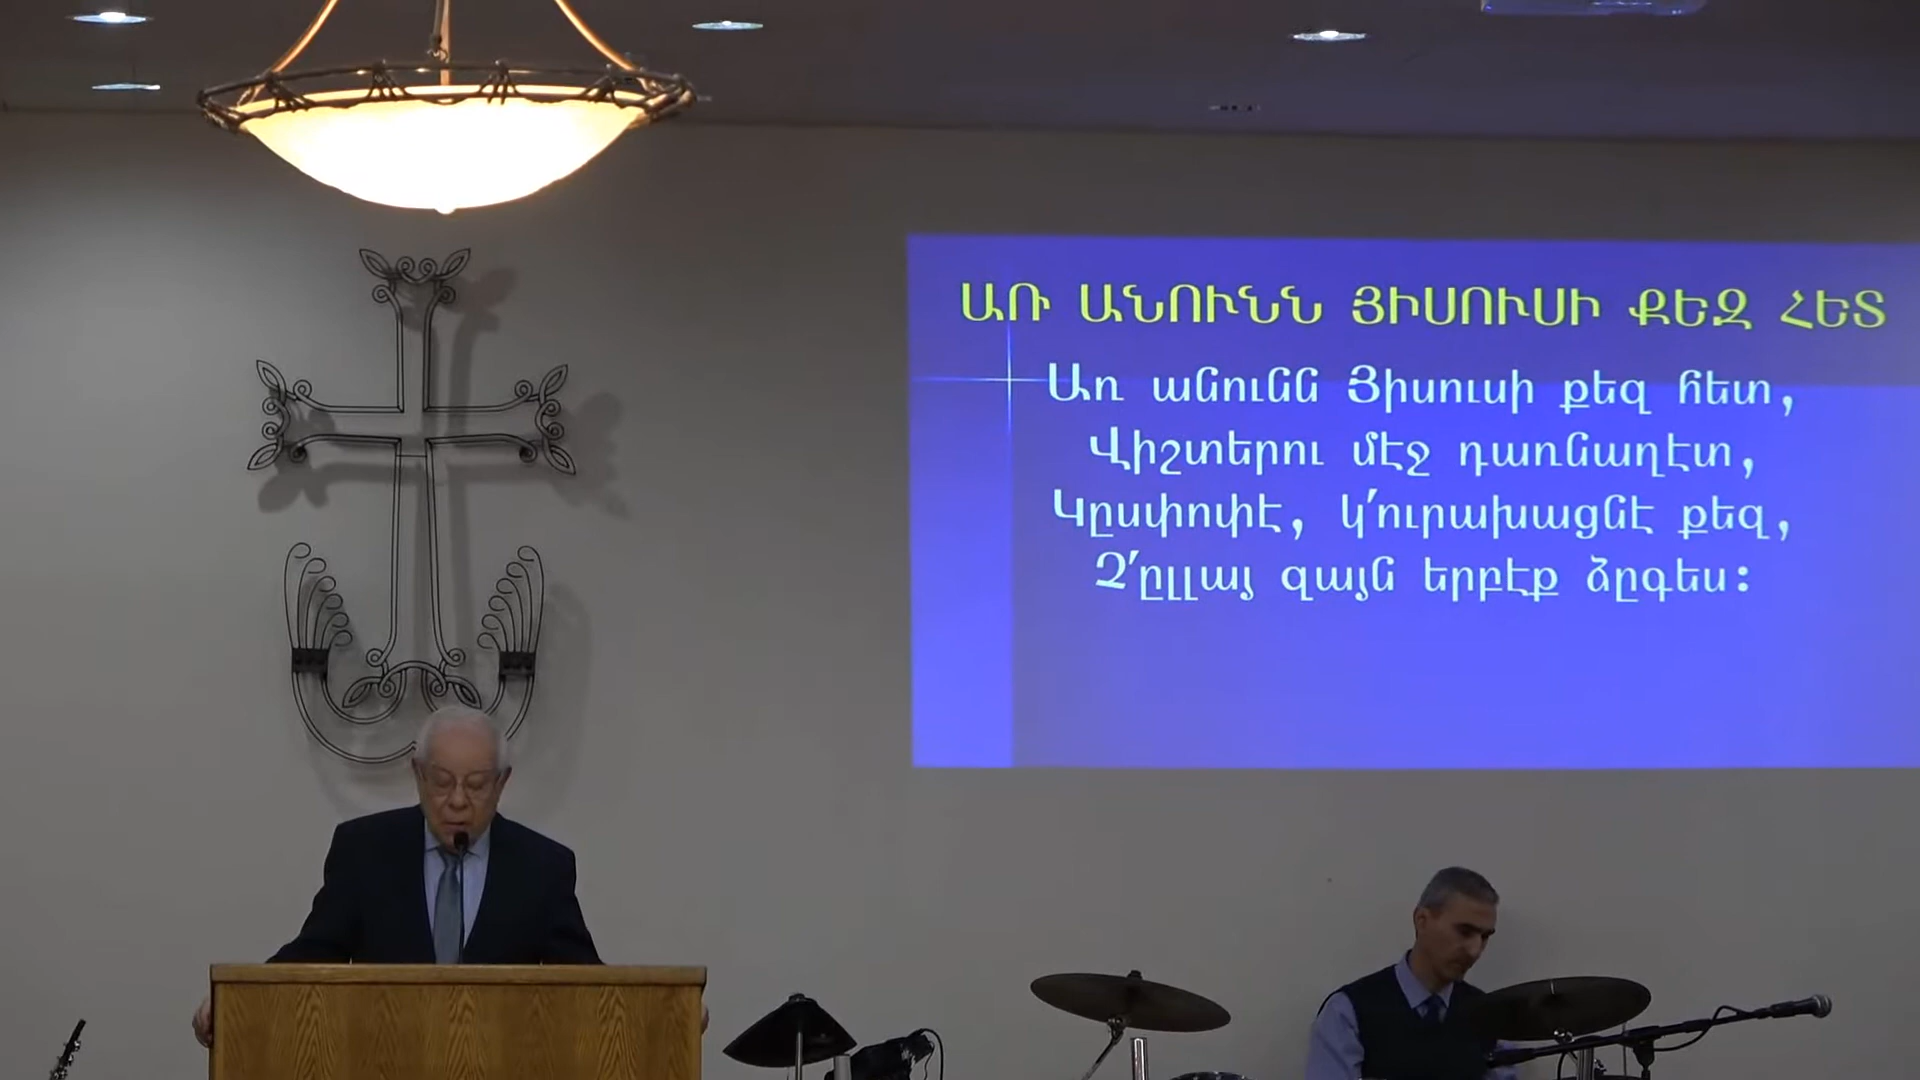 ԱՌ ԱՆՈՒՆՆ ՅԻՍՈՒՍԻ ՔԵԶ ՀԵՏ
Առ անունն Յիսուսի քեզ հետ,
Վիշտերու մէջ դառնաղէտ,
Կըսփոփէ, կ՛ուրախացնէ քեզ,
Չ՛ըլլայ զայն երբէք ձըգես: